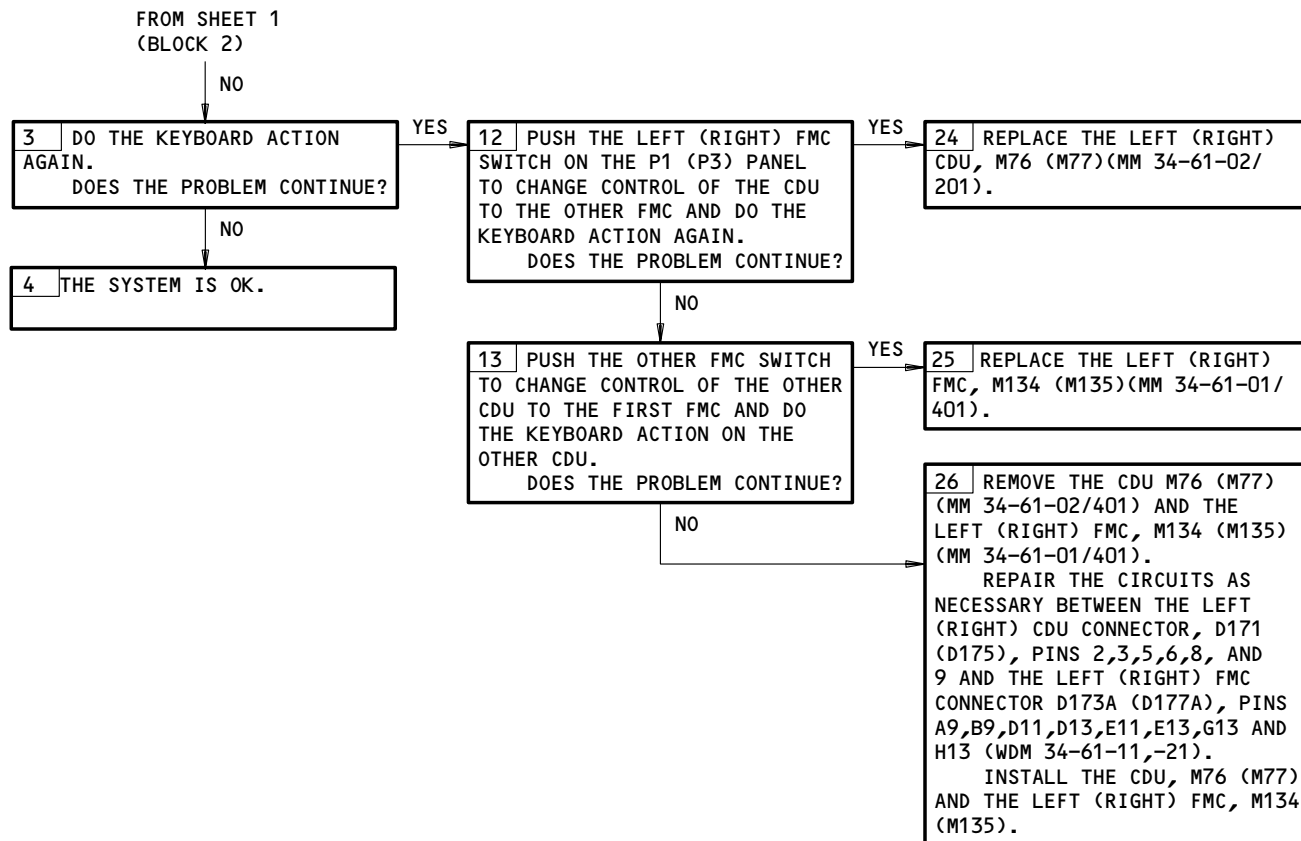 FROM SHEET 1
(BLOCK 2)
NO
3 DO THE KEYBOARD ACTION
AGAIN.
DOES THE PROBLEM CONTINUE?
YES
NO
4 THE SYSTEM IS OK.
12 PUSH THE LEFT (RIGHT) FMC
SWITCH ON THE P1 (P3) PANEL
TO CHANGE CONTROL OF THE CDU
TO THE OTHER FMC AND DO THE
KEYBOARD ACTION AGAIN.
DOES THE PROBLEM CONTINUE?
YES
NO
24 REPLACE THE LEFT (RIGHT)
CDU, M76 (M77)(MM 34-61-02/
201).
13 PUSH THE OTHER FMC SWITCH
TO CHANGE CONTROL OF THE OTHER
CDU TO THE FIRST FMC AND DO
THE KEYBOARD ACTION ON THE
OTHER CDU.
DOES THE PROBLEM CONTINUE?
YES
NO
25 REPLACE THE LEFT (RIGHT)
FMC, M134 (M135)(MM 34-61-01/
401).
26 REMOVE THE CDU M76 (M77)
(MM 34-61-02/401) AND THE
LEFT (RIGHT) FMC, M134 (M135)
(MM 34-61-01/401).
REPAIR THE CIRCUITS AS
NECESSARY BETWEEN THE LEFT
(RIGHT) CDU CONNECTOR, D171
(D175), PINS 2,3,5,6,8, AND
9 AND THE LEFT (RIGHT) FMC
CONNECTOR D173A (D177A), PINS
A9,B9,D11,D13,E11,E13,G13 AND
H13 (WDM 34-61-11,-21).
INSTALL THE CDU, M76 (M77)
AND THE LEFT (RIGHT) FMC, M134
(M135).